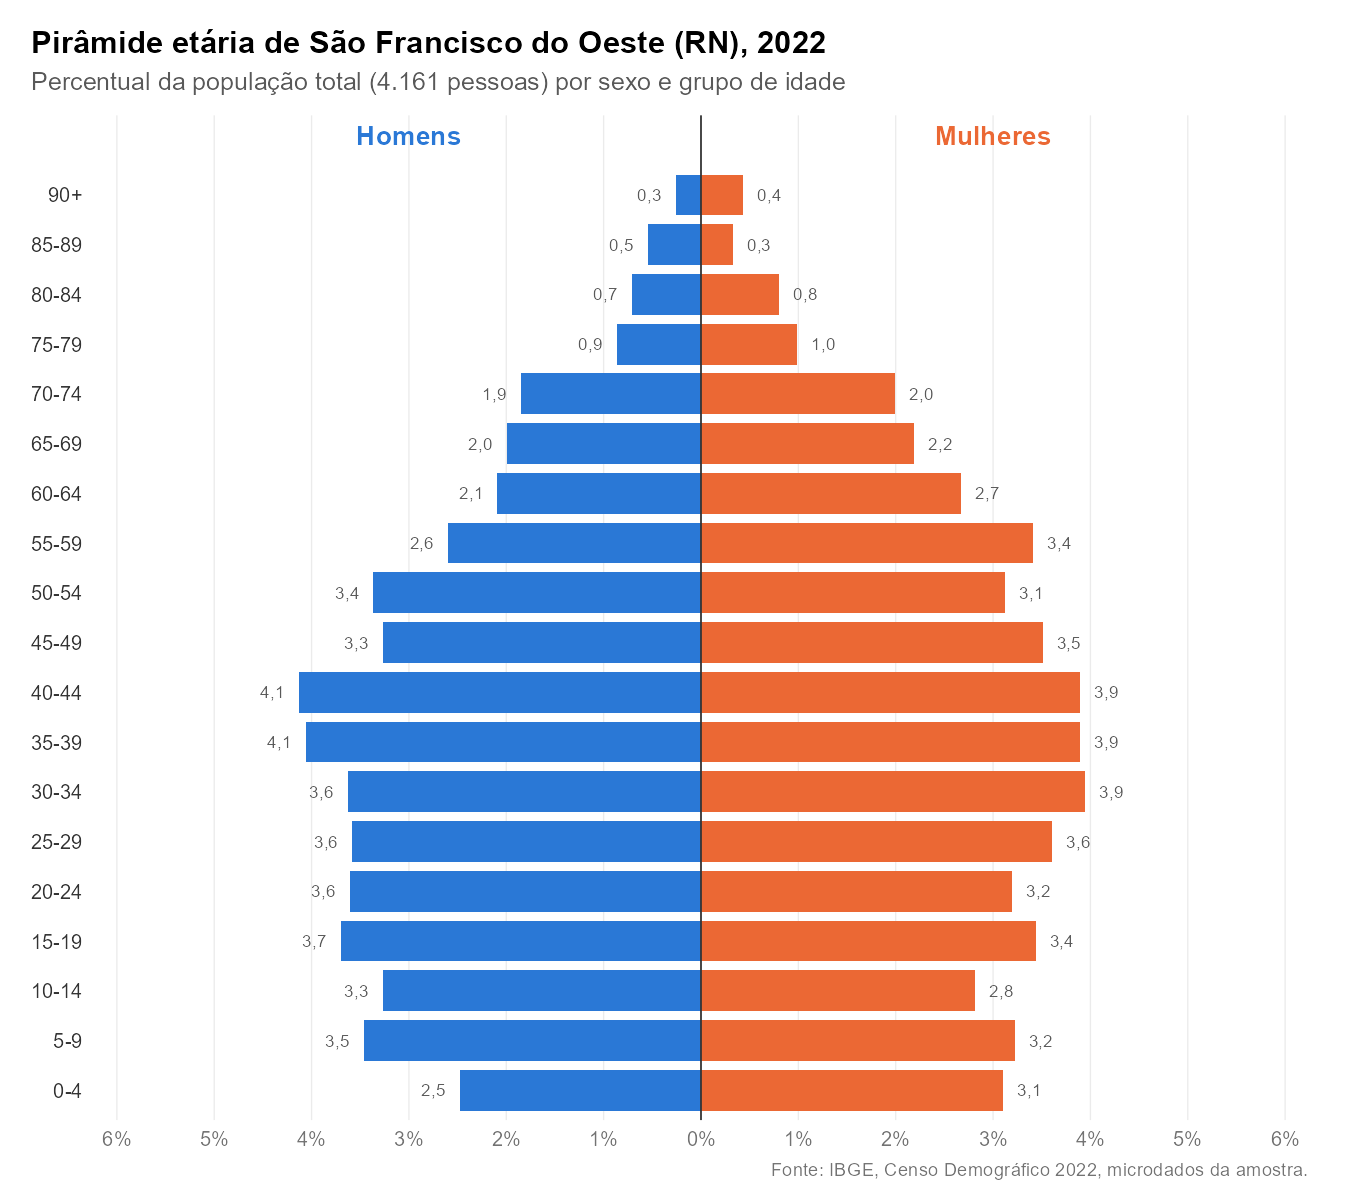 Pirâmide etária de São Francisco do Oeste (RN), 2022
Percentual da população total (4.161 pessoas) por sexo e grupo de idade
Homens Mulheres
90+ 0,3 0,4
85-89 0,5 0,3
80-84 0,7 0,8
75-79 0,9 1,0
70-74 1,9 2,0
65-69 2,0 2,2
60-64 2,1 2,7
55-59 2,6 3,4
50-54 3,4 3,1
45-49 3,3 3,5
40-44 4,1 3,9
35-39 4,1 3,9
30-34 3,6 3,9
25-29 3,6 3,6
20-24 3,6 3,2
15-19 3,7 3,4
10-14 3,3 2,8
5-9 3,5 3,2
0-4 2,5 3,1
6% 5% 4% 3% 2% 1% 0% 1% 2% 3% 4% 5% 6%
Fonte: IBGE, Censo Demográfico 2022, microdados da amostra.